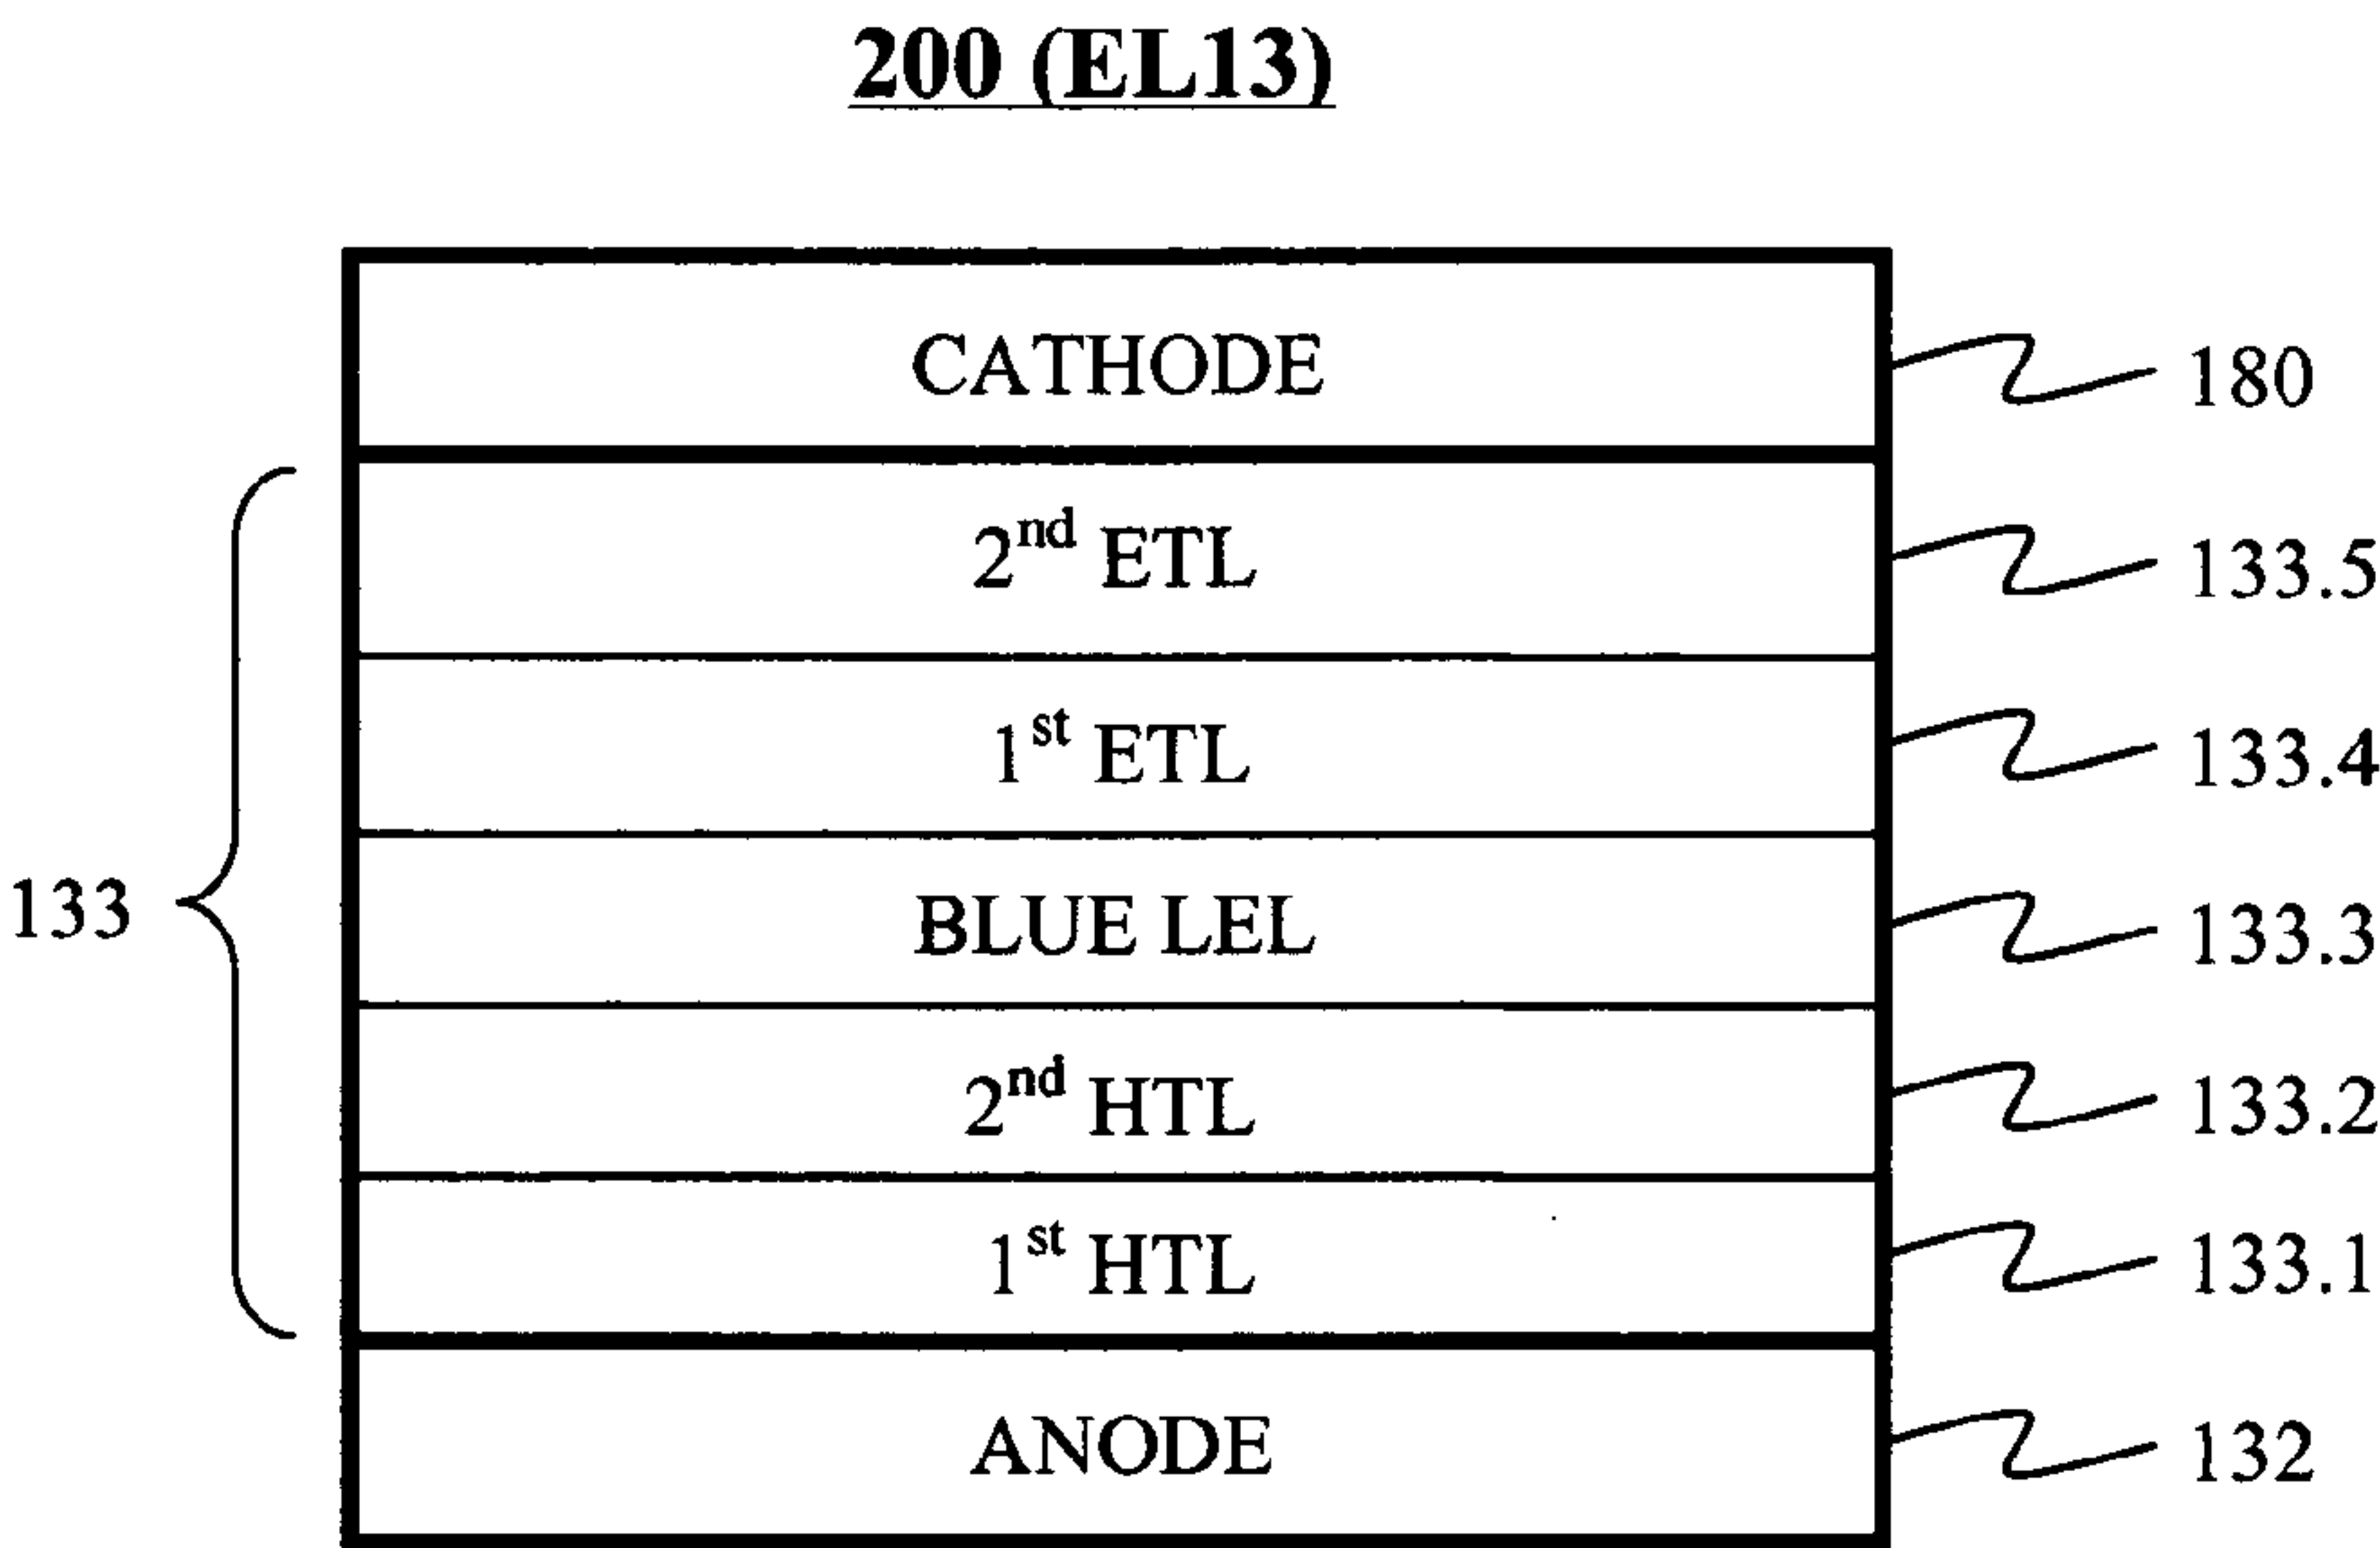 200 (EL13)
CATHODE 180
2nd ETL 133.5
1st ETL 133.4
133 BLUE LEL 133.3
2nd HTL 133.2
1st HTL 133.1
ANODE 132